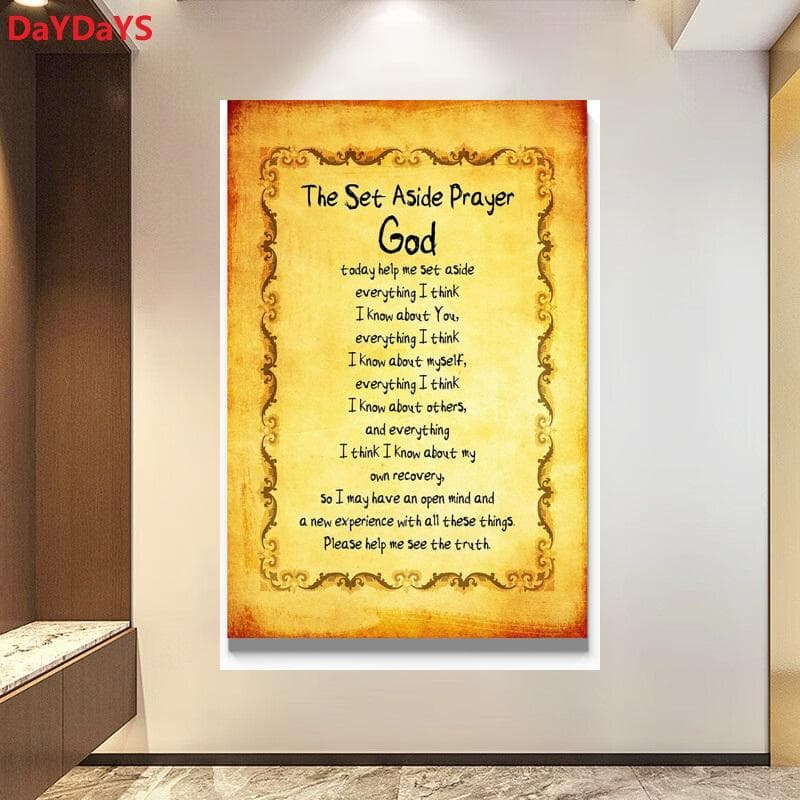 DaYDaYS
The Set Aside Prayer
God
today help me set aside
everything I think
I know about You,
everything I think
I know about myself,
everything I think
I know about others,
and everything
I think I know about my
own recovery,
so I may have an open mind and
a new experience with all these things.
Please help me see the truth.